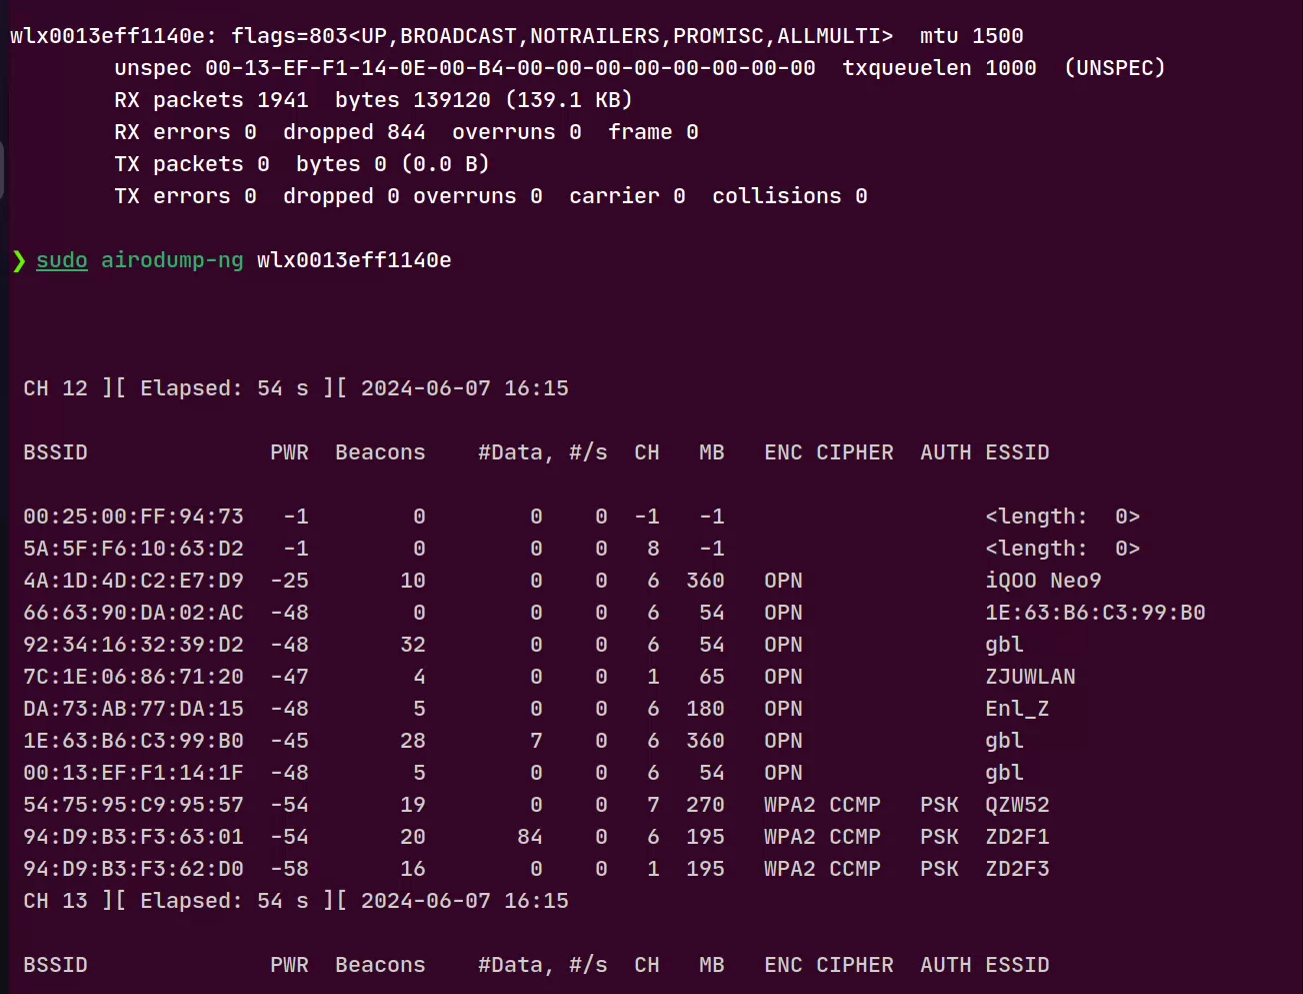 wlx0013eff1140e: flags=803<UP,BROADCAST,NOTRAILERS,PROMISC,ALLMULTI>  mtu 1500
        unspec 00-13-EF-F1-14-0E-00-B4-00-00-00-00-00-00-00-00  txqueuelen 1000  (UNSPEC)
        RX packets 1941  bytes 139120 (139.1 KB)
        RX errors 0  dropped 844  overruns 0  frame 0
        TX packets 0  bytes 0 (0.0 B)
        TX errors 0  dropped 0 overruns 0  carrier 0  collisions 0
❯ sudo airodump-ng wlx0013eff1140e
 CH 12 ][ Elapsed: 54 s ][ 2024-06-07 16:15
 BSSID              PWR  Beacons    #Data, #/s  CH   MB   ENC CIPHER  AUTH ESSID
 00:25:00:FF:94:73   -1        0        0    0  -1   -1                    <length:  0>
 5A:5F:F6:10:63:D2   -1        0        0    0   8   -1                    <length:  0>
 4A:1D:4D:C2:E7:D9  -25       10        0    0   6  360   OPN              iQOO Neo9
 66:63:90:DA:02:AC  -48        0        0    0   6   54   OPN              1E:63:B6:C3:99:B0
 92:34:16:32:39:D2  -48       32        0    0   6   54   OPN              gbl
 7C:1E:06:86:71:20  -47        4        0    0   1   65   OPN              ZJUWLAN
 DA:73:AB:77:DA:15  -48        5        0    0   6  180   OPN              Enl_Z
 1E:63:B6:C3:99:B0  -45       28        7    0   6  360   OPN              gbl
 00:13:EF:F1:14:1F  -48        5        0    0   6   54   OPN              gbl
 54:75:95:C9:95:57  -54       19        0    0   7  270   WPA2 CCMP   PSK  QZW52
 94:D9:B3:F3:63:01  -54       20       84    0   6  195   WPA2 CCMP   PSK  ZD2F1
 94:D9:B3:F3:62:D0  -58       16        0    0   1  195   WPA2 CCMP   PSK  ZD2F3
 CH 13 ][ Elapsed: 54 s ][ 2024-06-07 16:15
 BSSID              PWR  Beacons    #Data, #/s  CH   MB   ENC CIPHER  AUTH ESSID